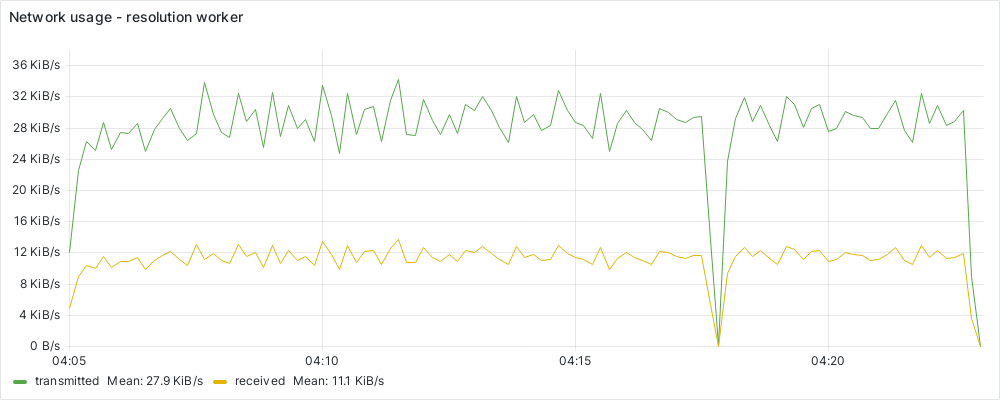 Network usage - resolution worker
36 KiB/s
32 KiB/s
28 KiB/s
24 KiB/s
20 KiB/s
16 KiB/s
12 KiB/s
8 KiB/s
4 KiB/s
0 B/s
04:05 04:10 04:15 04:20
transmitted Mean: 27.9 KiB/s received Mean: 11.1 KiB/s